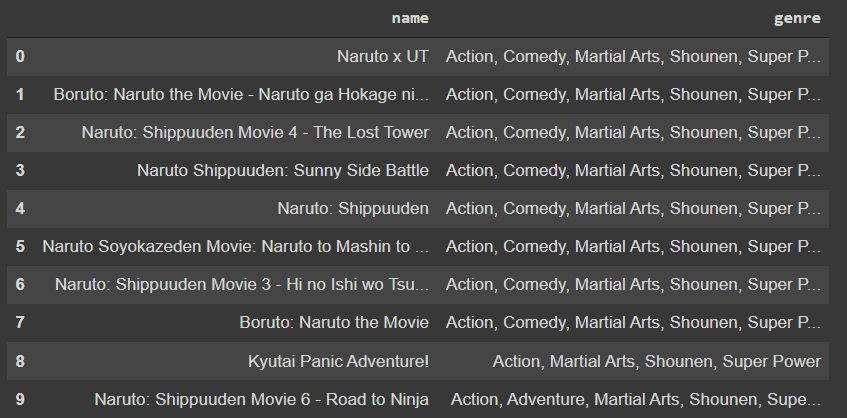 name genre
0 Naruto x UT Action, Comedy, Martial Arts, Shounen, Super P...
1 Boruto: Naruto the Movie - Naruto ga Hokage ni... Action, Comedy, Martial Arts, Shounen, Super P...
2 Naruto: Shippuuden Movie 4 - The Lost Tower Action, Comedy, Martial Arts, Shounen, Super P...
3 Naruto Shippuuden: Sunny Side Battle Action, Comedy, Martial Arts, Shounen, Super P...
4 Naruto: Shippuuden Action, Comedy, Martial Arts, Shounen, Super P...
5 Naruto Soyokazeden Movie: Naruto to Mashin to ... Action, Comedy, Martial Arts, Shounen, Super P...
6 Naruto: Shippuuden Movie 3 - Hi no Ishi wo Tsu... Action, Comedy, Martial Arts, Shounen, Super P...
7 Boruto: Naruto the Movie Action, Comedy, Martial Arts, Shounen, Super P...
8 Kyutai Panic Adventure! Action, Martial Arts, Shounen, Super Power
9 Naruto: Shippuuden Movie 6 - Road to Ninja Action, Adventure, Martial Arts, Shounen, Supe...